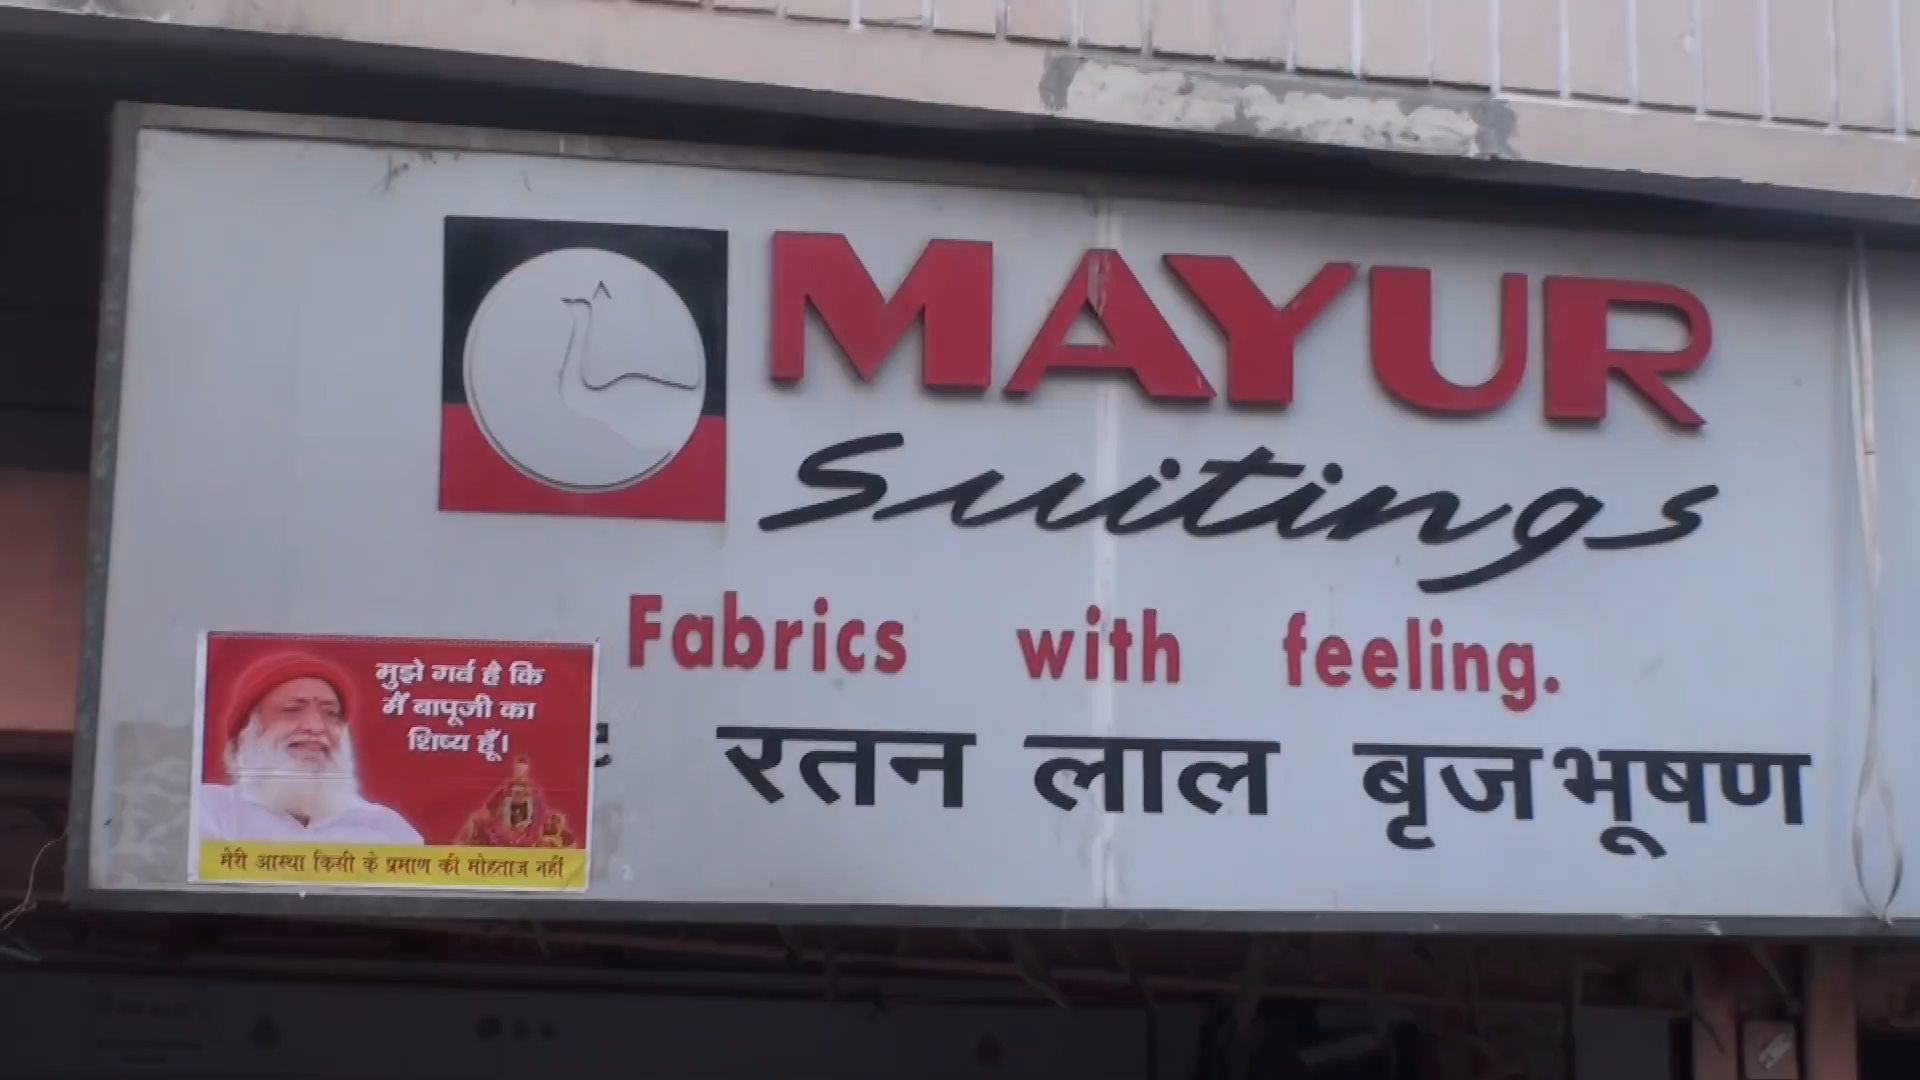 MAYUR
Suitings
Fabrics with feeling.
रतन लाल बृजभूषण
मुझे गर्व है कि
मैं बापूजी का
शिष्य हूँ।
मेरी आस्था किसी के प्रमाण की मोहताज नहीं